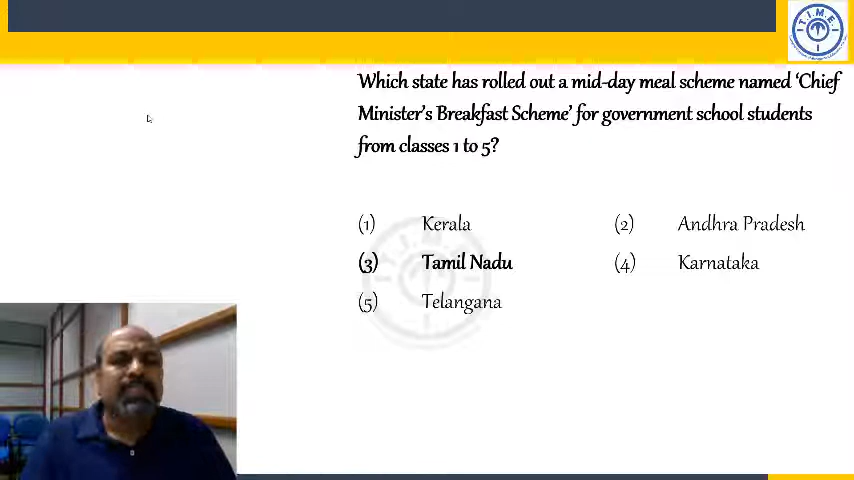 T.I.M.E.
Which state has rolled out a mid-day meal scheme named ‘Chief
Minister’s Breakfast Scheme’ for government school students
from classes 1 to 5?
(1) Kerala (2) Andhra Pradesh
(3) Tamil Nadu (4) Karnataka
(5) Telangana